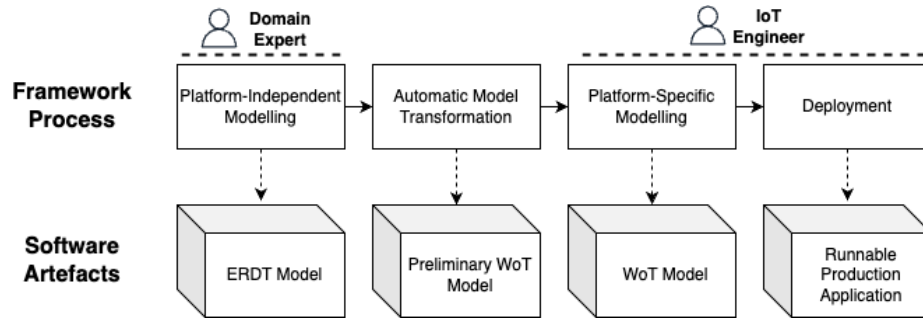 Domain
Expert
IoT
Engineer
Framework
Process
Platform-Independent
Modelling
Automatic Model
Transformation
Platform-Specific
Modelling
Deployment
Software
Artefacts
ERDT Model
Preliminary WoT
Model
WoT Model
Runnable
Production
Application